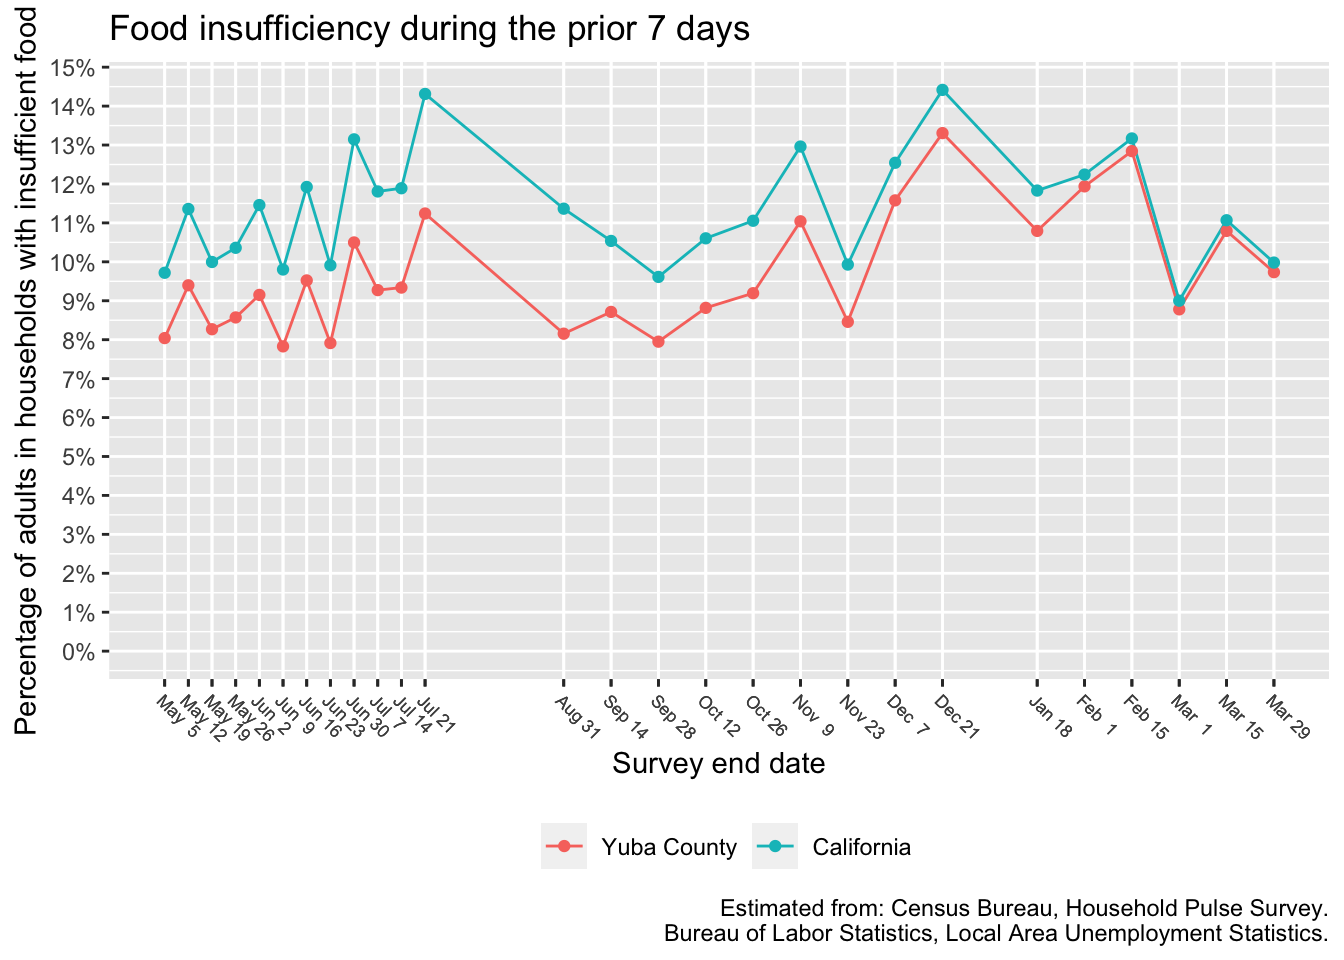 Food insufficiency during the prior 7 days
Percentage of adults in households with insufficient food
15%
14%
13%
12%
11%
10%
9%
8%
7%
6%
5%
4%
3%
2%
1%
0%
May 5
May 12
May 19
May 26
Jun 2
Jun 9
Jun 16
Jun 23
Jun 30
Jul 7
Jul 14
Jul 21
Aug 31
Sep 14
Sep 28
Oct 12
Oct 26
Nov 9
Nov 23
Dec 7
Dec 21
Jan 18
Feb 1
Feb 15
Mar 1
Mar 15
Mar 29
Survey end date
Yuba County
California
Estimated from: Census Bureau, Household Pulse Survey.
Bureau of Labor Statistics, Local Area Unemployment Statistics.